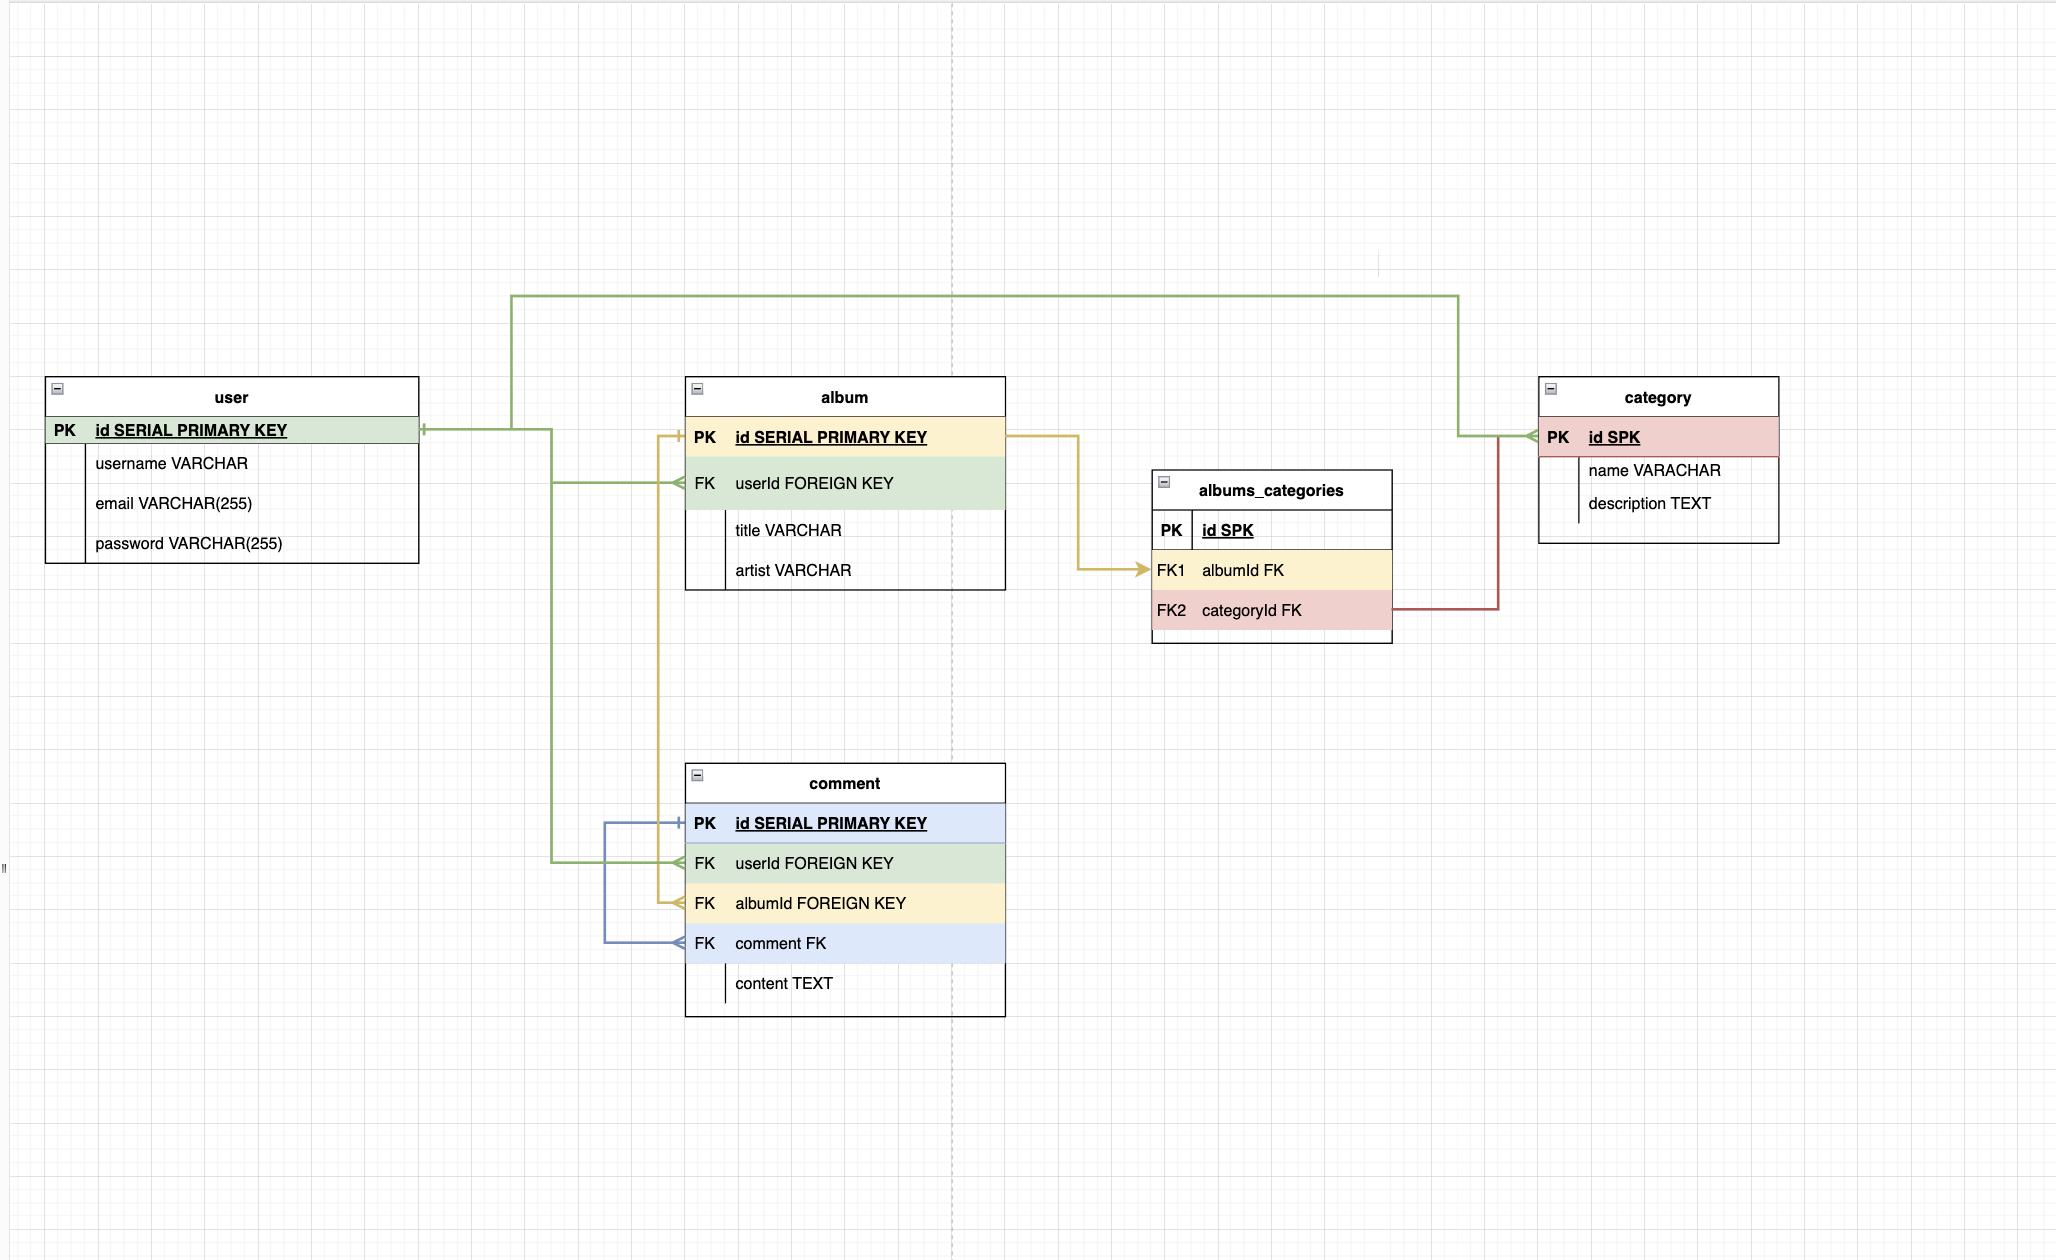 user
PK id SERIAL PRIMARY KEY
username VARCHAR
email VARCHAR(255)
password VARCHAR(255)
album
PK id SERIAL PRIMARY KEY
FK userId FOREIGN KEY
title VARCHAR
artist VARCHAR
albums_categories
PK id SPK
FK1 albumId FK
FK2 categoryId FK
category
PK id SPK
name VARACHAR
description TEXT
comment
PK id SERIAL PRIMARY KEY
FK userId FOREIGN KEY
FK albumId FOREIGN KEY
FK comment FK
content TEXT